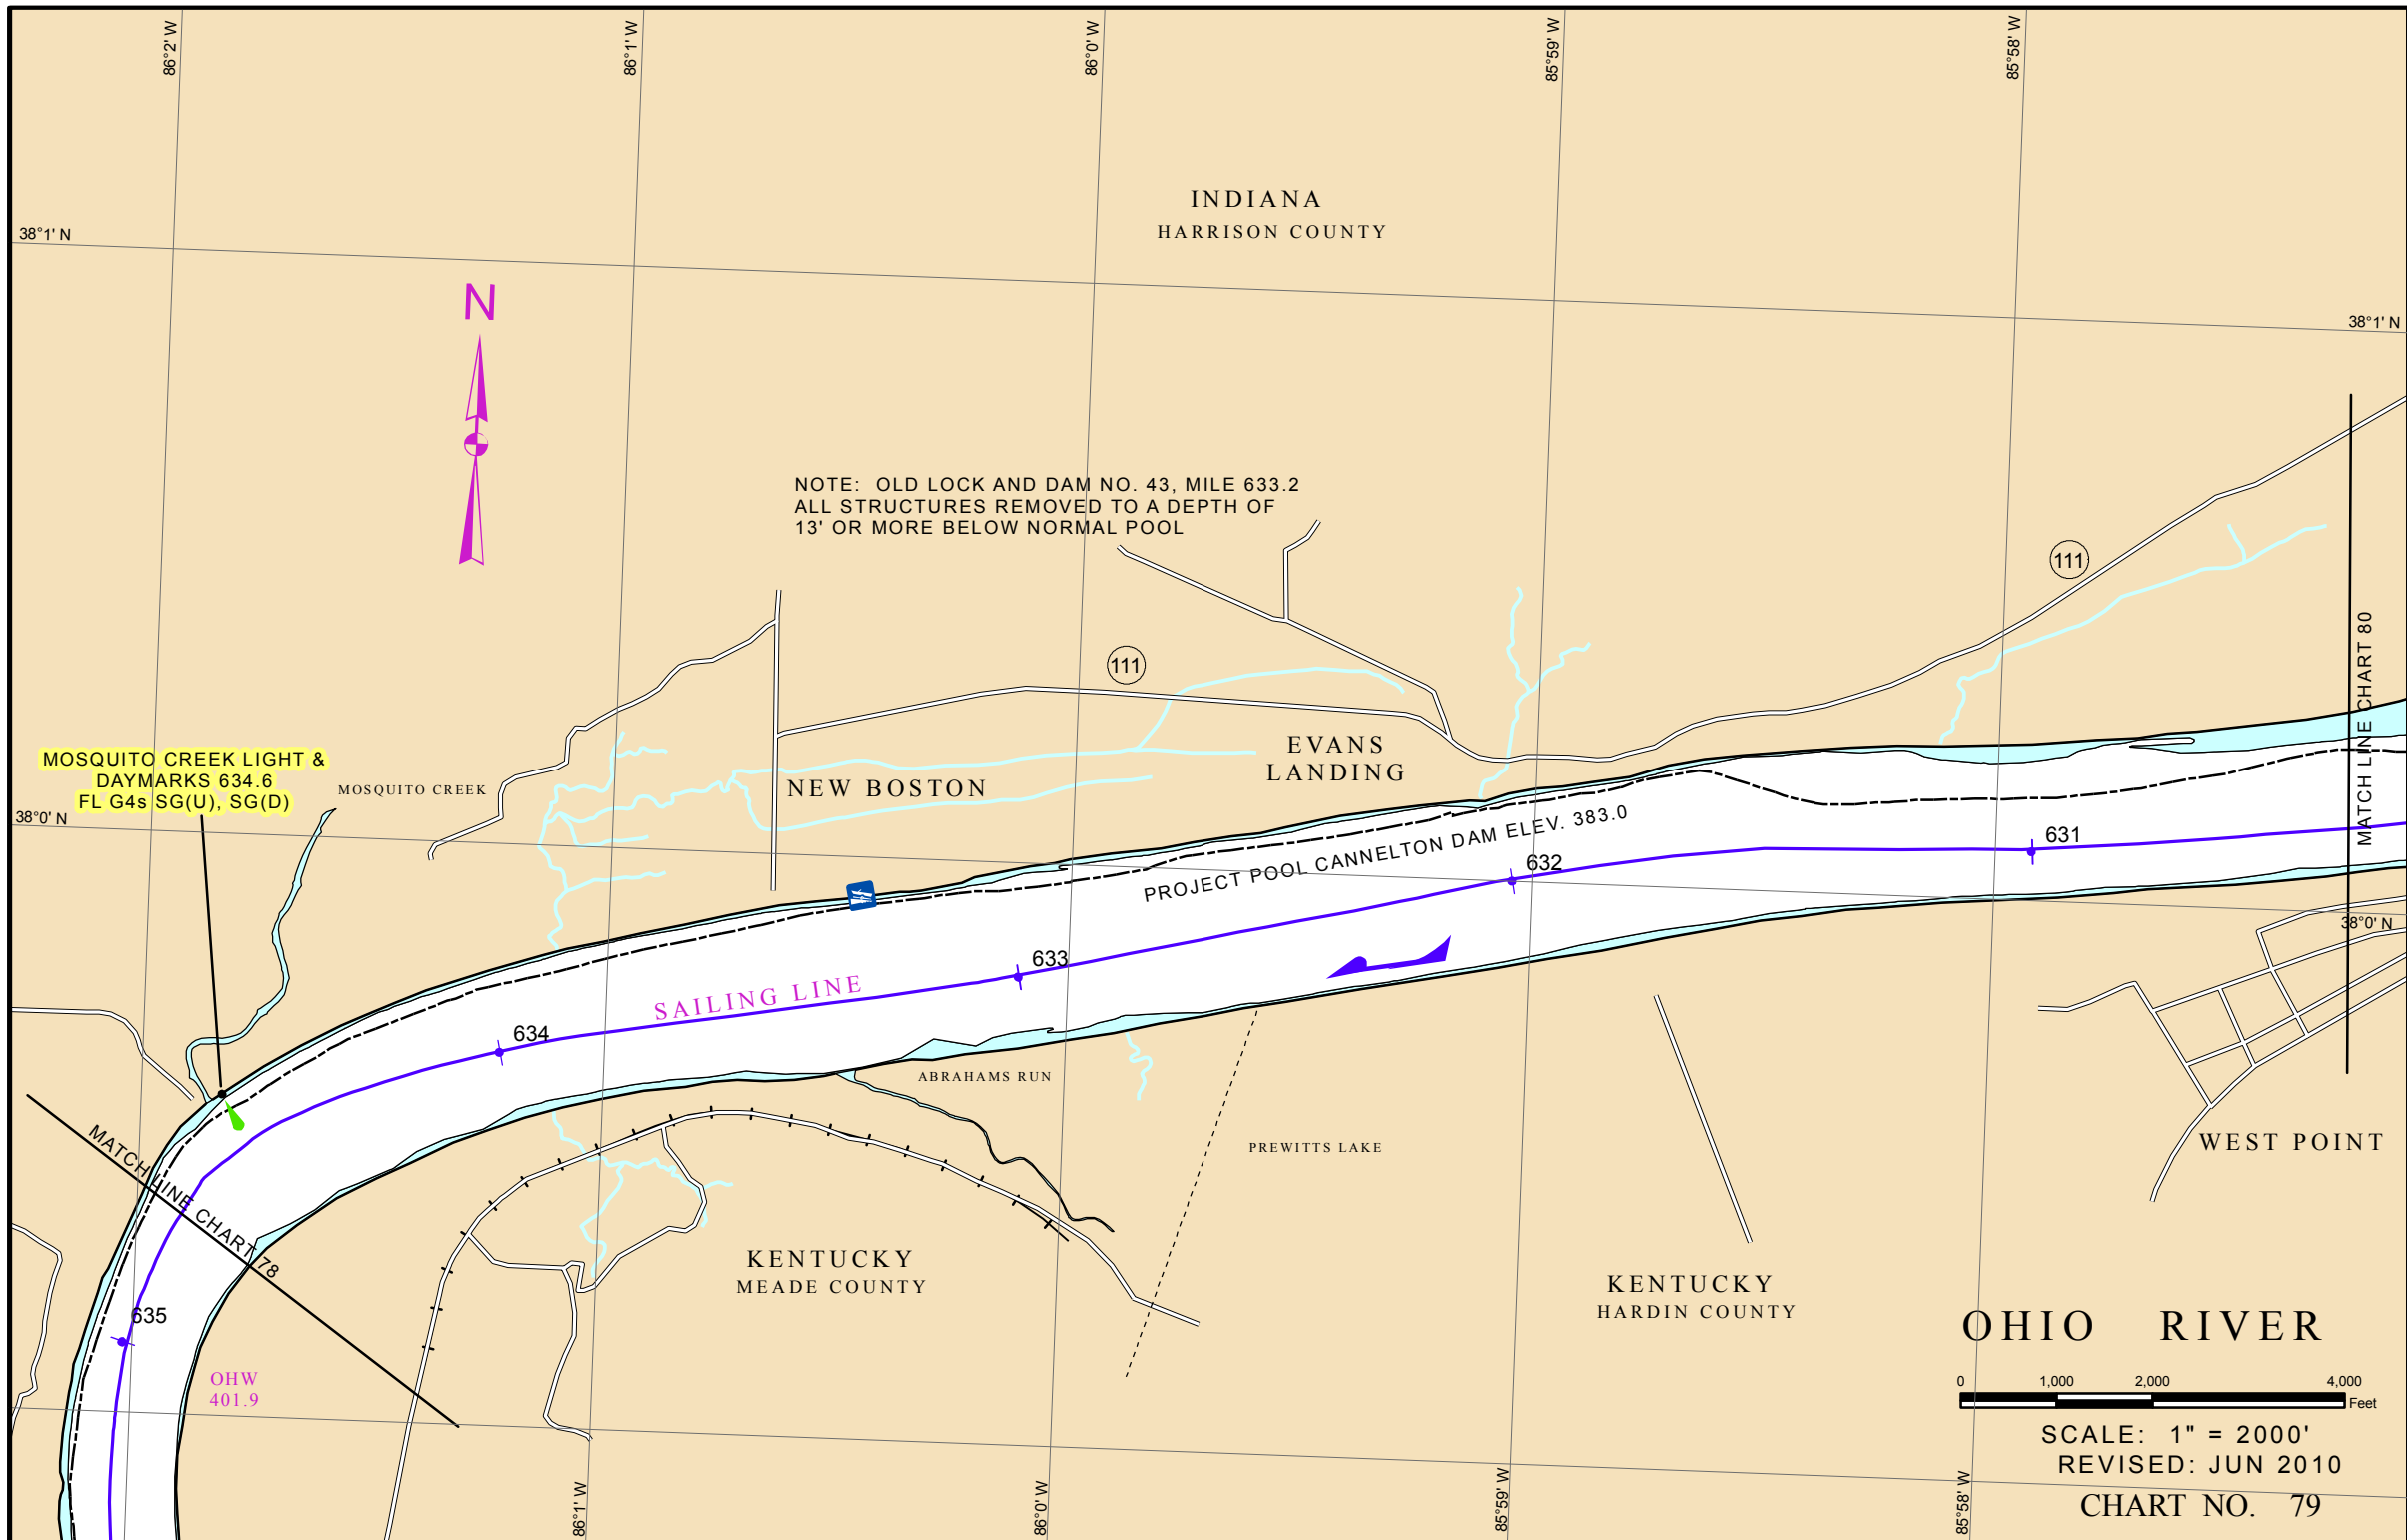 86°2' W
86°1' W
86°0' W
85°59' W
85°58' W
INDIANA
HARRISON COUNTY
38°1' N
N
38°1' N
NOTE: OLD LOCK AND DAM NO. 43, MILE 633.2
ALL STRUCTURES REMOVED TO A DEPTH OF
13' OR MORE BELOW NORMAL POOL
111
111
MATCH LINE CHART 80
MOSQUITO CREEK LIGHT &
DAYMARKS 634.6
FL G4s SG(U), SG(D)
MOSQUITO CREEK
NEW BOSTON
EVANS
LANDING
38°0' N
PROJECT POOL CANNELTON DAM ELEV. 383.0
631
632
38°0' N
633
SAILING LINE
634
ABRAHAMS RUN
PREWITTS LAKE
WEST POINT
MATCH LINE CHART 78
KENTUCKY
MEADE COUNTY
KENTUCKY
HARDIN COUNTY
635
OHW
401.9
OHIO RIVER
0 1,000 2,000 4,000
Feet
SCALE: 1" = 2000'
REVISED: JUN 2010
CHART NO. 79
86°1' W
86°0' W
85°59' W
85°58' W